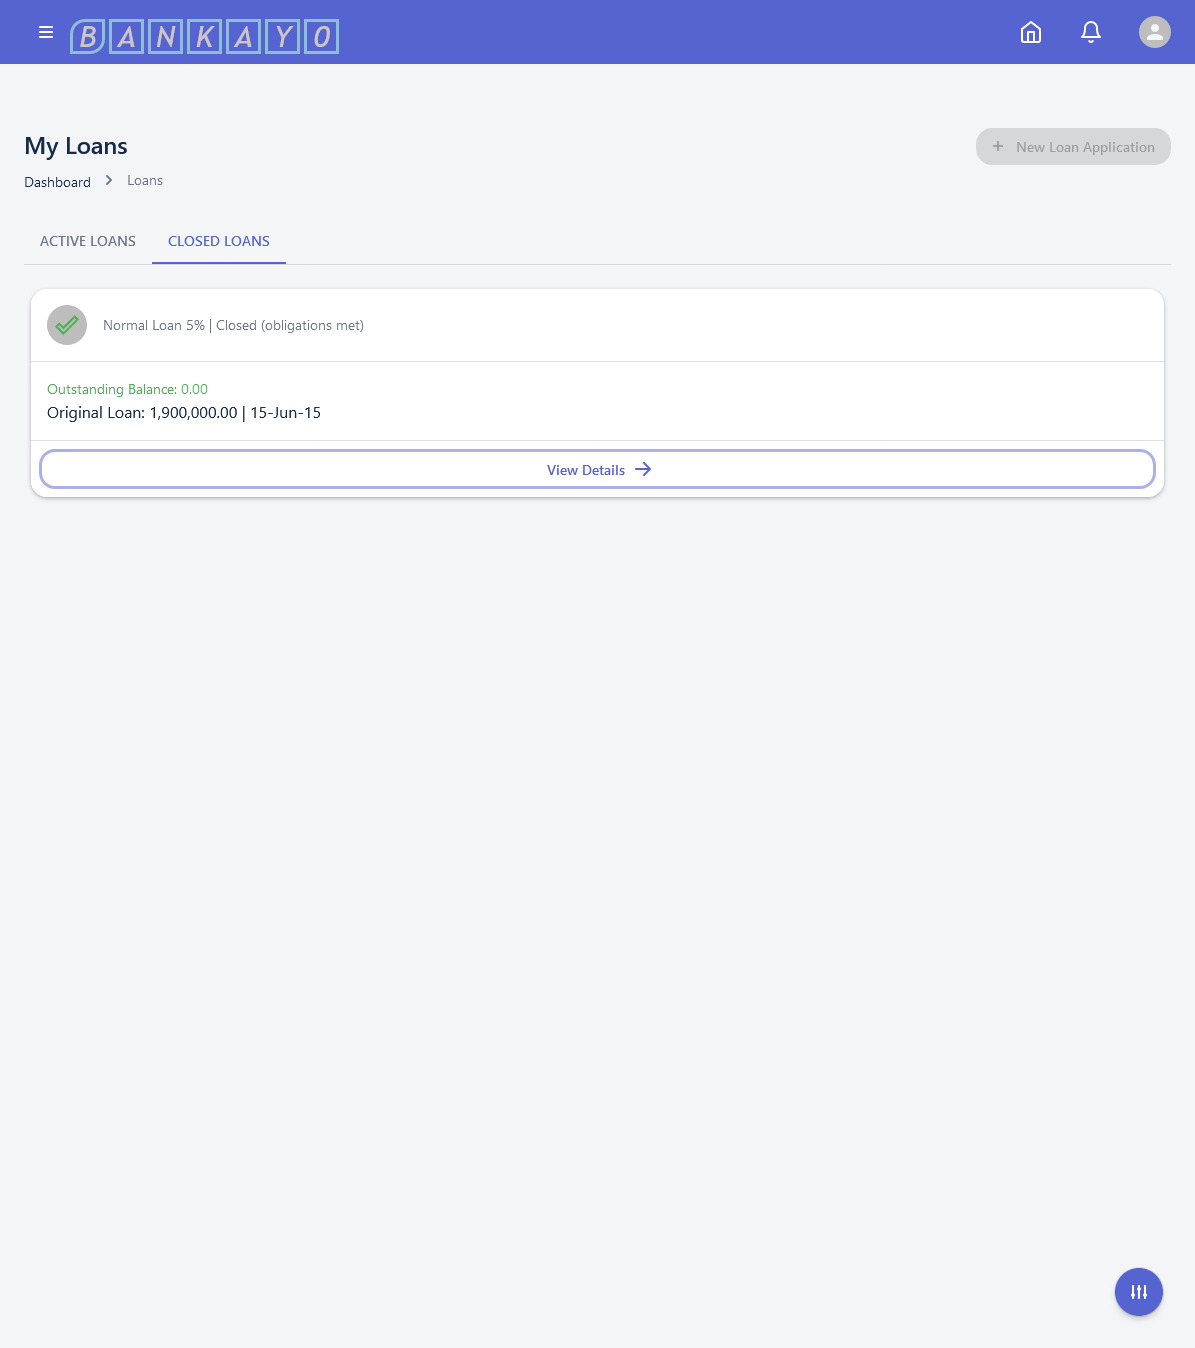 BANKAYO
My Loans
New Loan Application
Dashboard Loans
ACTIVE LOANS CLOSED LOANS
Normal Loan 5% | Closed (obligations met)
Outstanding Balance: 0.00
Original Loan: 1,900,000.00 | 15-Jun-15
View Details